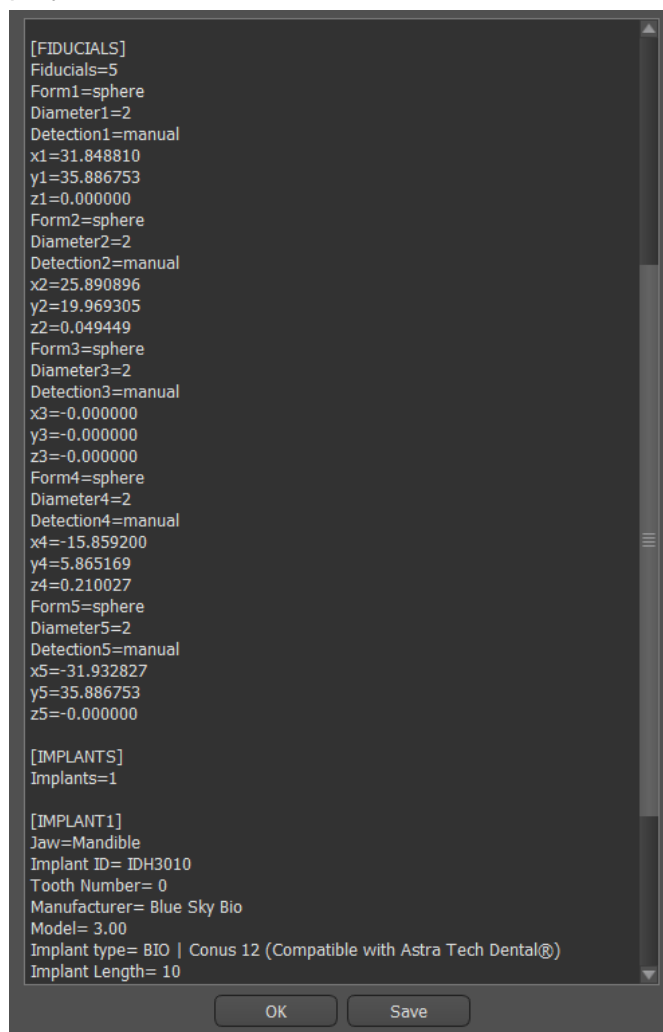 [FIDUCIALS]
Fiducials=5
Form1=sphere
Diameter1=2
Detection1=manual
x1=31.848810
y1=35.886753
z1=0.000000
Form2=sphere
Diameter2=2
Detection2=manual
x2=25.890896
y2=19.969305
z2=0.049449
Form3=sphere
Diameter3=2
Detection3=manual
x3=-0.000000
y3=-0.000000
z3=-0.000000
Form4=sphere
Diameter4=2
Detection4=manual
x4=-15.859200
y4=5.865169
z4=0.210027
Form5=sphere
Diameter5=2
Detection5=manual
x5=-31.932827
y5=35.886753
z5=-0.000000
[IMPLANTS]
Implants=1
[IMPLANT1]
Jaw=Mandible
Implant ID= IDH3010
Tooth Number= 0
Manufacturer= Blue Sky Bio
Model= 3.00
Implant type= BIO | Conus 12 (Compatible with Astra Tech Dental®)
Implant Length= 10
OK Save